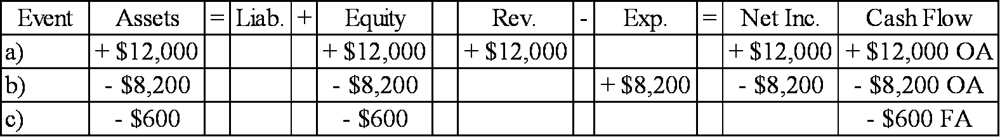 Event Assets = Liab. + Equity Rev. - Exp. = Net Inc. Cash Flow
a) + $12,000 + $12,000 + $12,000 + $12,000 + $12,000 OA
b) - $8,200 - $8,200 + $8,200 - $8,200 - $8,200 OA
c) - $600 - $600 - $600 FA